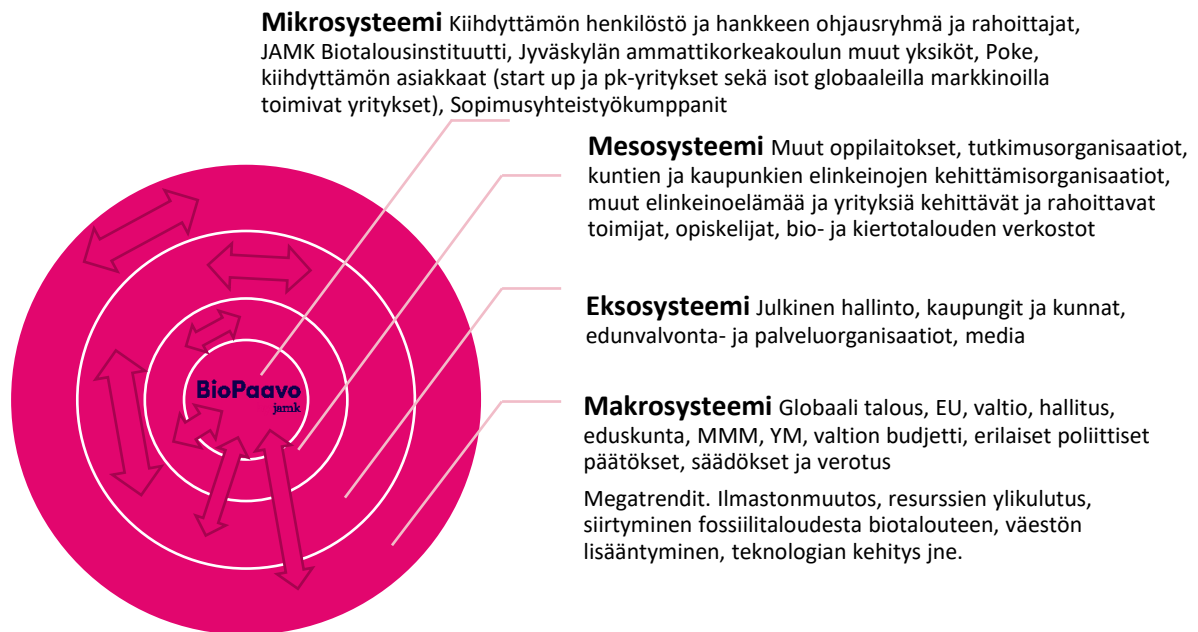 Mikrosysteemi Kiihdyttämön henkilöstö ja hankkeen ohjausryhmä ja rahoittajat,
JAMK Biotalousinstituutti, Jyväskylän ammattikorkeakoulun muut yksiköt, Poke,
kiihdyttämön asiakkaat (start up ja pk-yritykset sekä isot globaaleilla markkinoilla
toimivat yritykset), Sopimusyhteistyökumppanit
Mesosysteemi Muut oppilaitokset, tutkimusorganisaatiot,
kuntien ja kaupunkien elinkeinojen kehittämisorganisaatiot,
muut elinkeinoelämää ja yrityksiä kehittävät ja rahoittavat
toimijat, opiskelijat, bio- ja kiertotalouden verkostot
Eksosysteemi Julkinen hallinto, kaupungit ja kunnat,
edunvalvonta- ja palveluorganisaatiot, media
BioPaavo
jamk
Makrosysteemi Globaali talous, EU, valtio, hallitus,
eduskunta, MMM, YM, valtion budjetti, erilaiset poliittiset
päätökset, säädökset ja verotus
Megatrendit. Ilmastonmuutos, resurssien ylikulutus,
siirtyminen fossiilitaloudesta biotalouteen, väestön
lisääntyminen, teknologian kehitys jne.